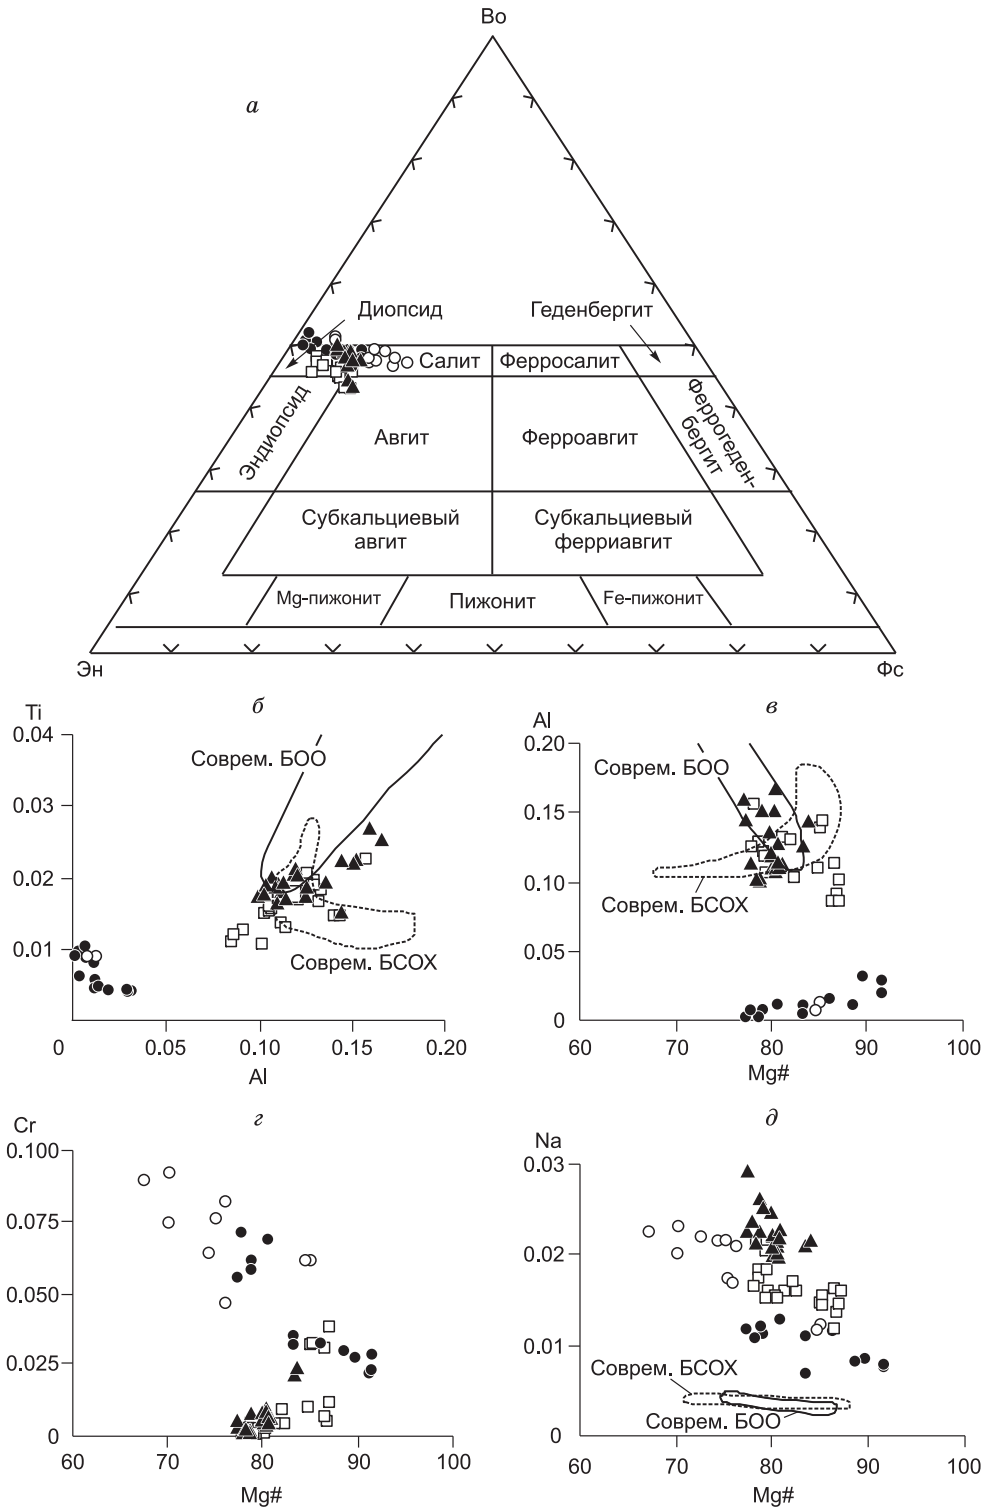 Во
а
Диопсид
Геденбергит
Салит
Ферросалит
Эндиопсид
Авгит
Ферроавгит
Феррогеден-
бергит
Субкальциевый
авгит
Субкальциевый
ферриавгит
Mg-пижонит
Пижонит
Fe-пижонит
Эн
Фс
Ti
б
0.04
0.03
0.02
0.01
0
0.05
0.10
0.15
0.20
Al
Соврем. БОО
Соврем. БСОХ
Al
в
0.20
0.15
0.10
0.05
0
60
70
80
90
100
Mg#
Соврем. БОО
Соврем. БСОХ
Cr
г
0.100
0.075
0.050
0.025
0
60
70
80
90
100
Mg#
Na
д
0.03
0.02
0.01
0
60
70
80
90
100
Mg#
Соврем. БСОХ
Соврем. БОО